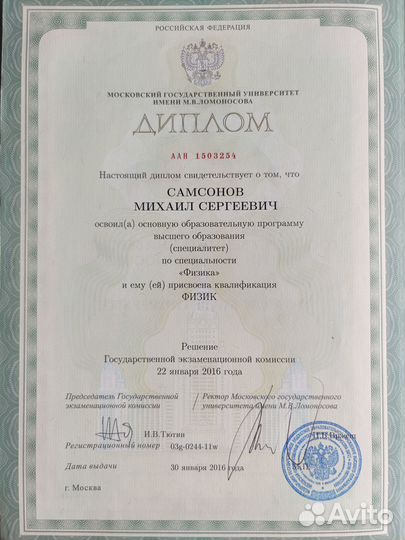 РОССИЙСКАЯ ФЕДЕРАЦИЯ
МОСКОВСКИЙ ГОСУДАРСТВЕННЫЙ УНИВЕРСИТЕТ
ИМЕНИ М.В.ЛОМОНОСОВА
ДИПЛОМ
ААН 1503254
Настоящий диплом свидетельствует о том, что
САМСОНОВ
МИХАИЛ СЕРГЕЕВИЧ
освоил(а) основную образовательную программу
высшего образования
(специалитет)
по специальности
«Физика»
и ему (ей) присвоена квалификация
ФИЗИК
Решение
Государственной экзаменационной комиссии
22 января 2016 года
Председатель Государственной
экзаменационной комиссии
Ректор Московского государственного
университета имени М.В.Ломоносова
И.В.Тютин
Регистрационный номер 03g-0244-11w
Дата выдачи 30 января 2016 года
г. Москва
Avito